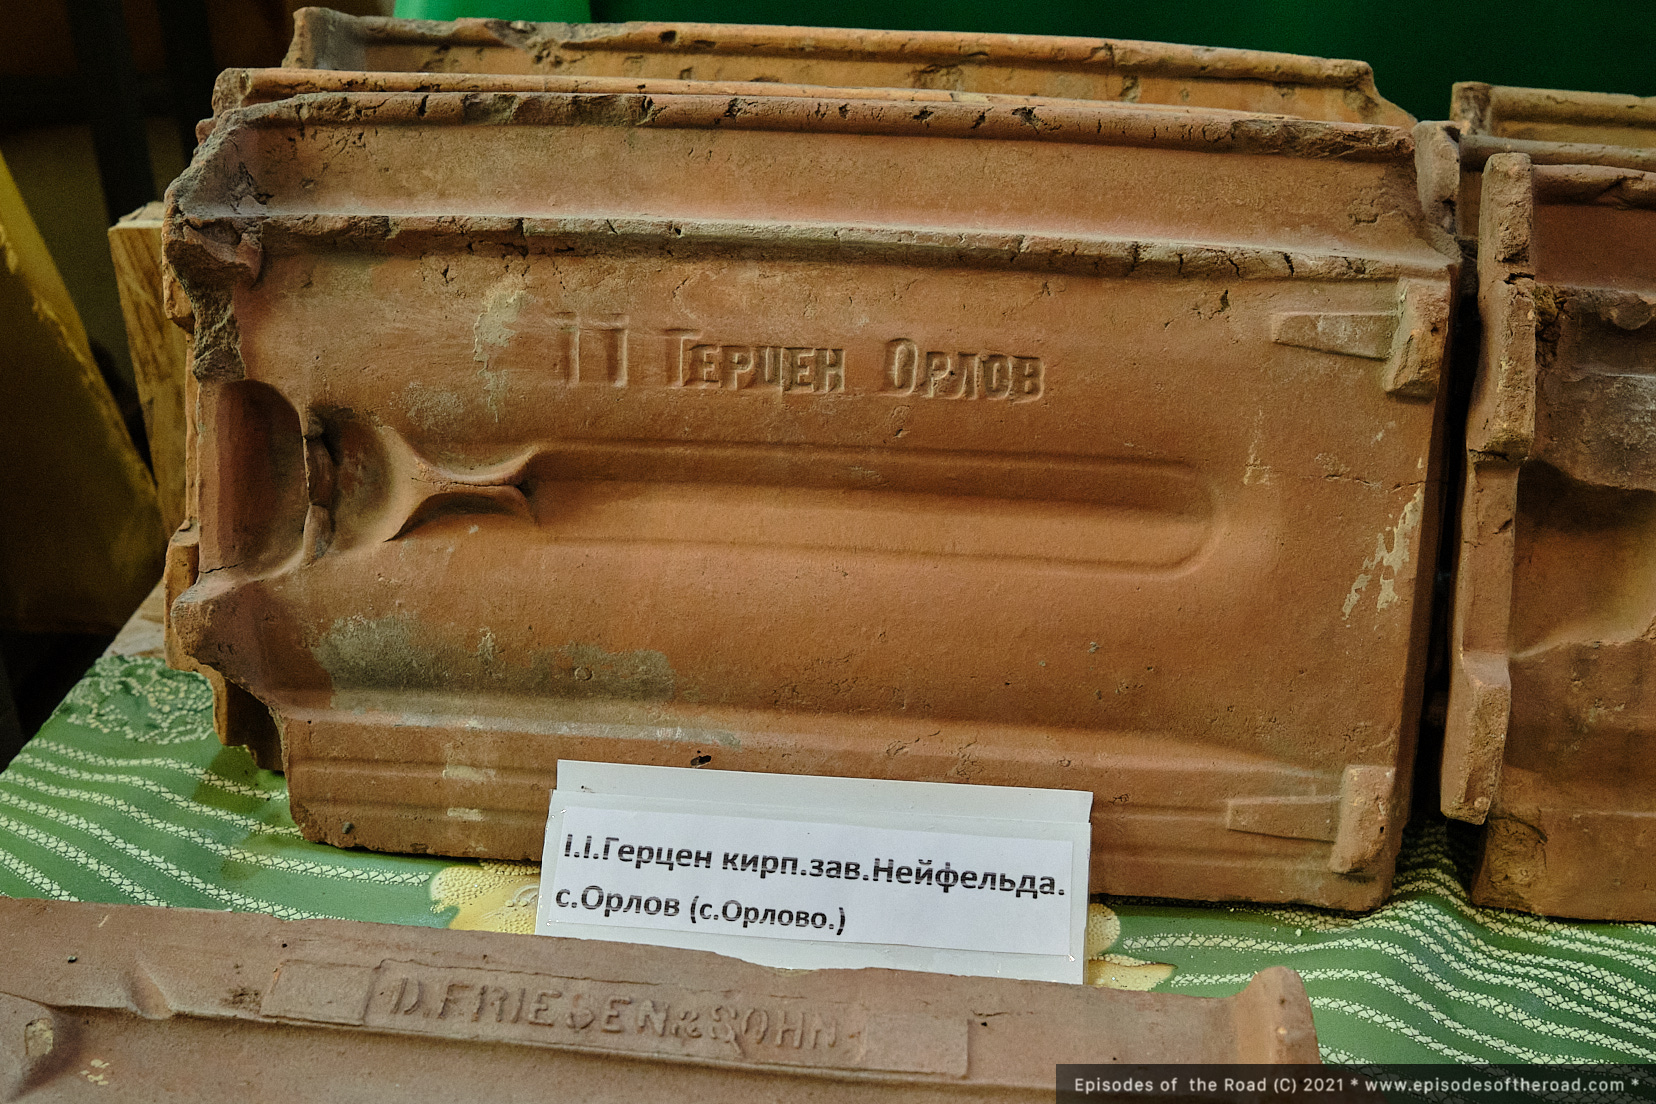 І І Герцен Орлов
І.І.Герцен кирп.зав.Нейфельда.
с.Орлов (с.Орлово.)
D.FRIESEN&SOHN
Episodes of the Road (C) 2021 * www.episodesoftheroad.com *